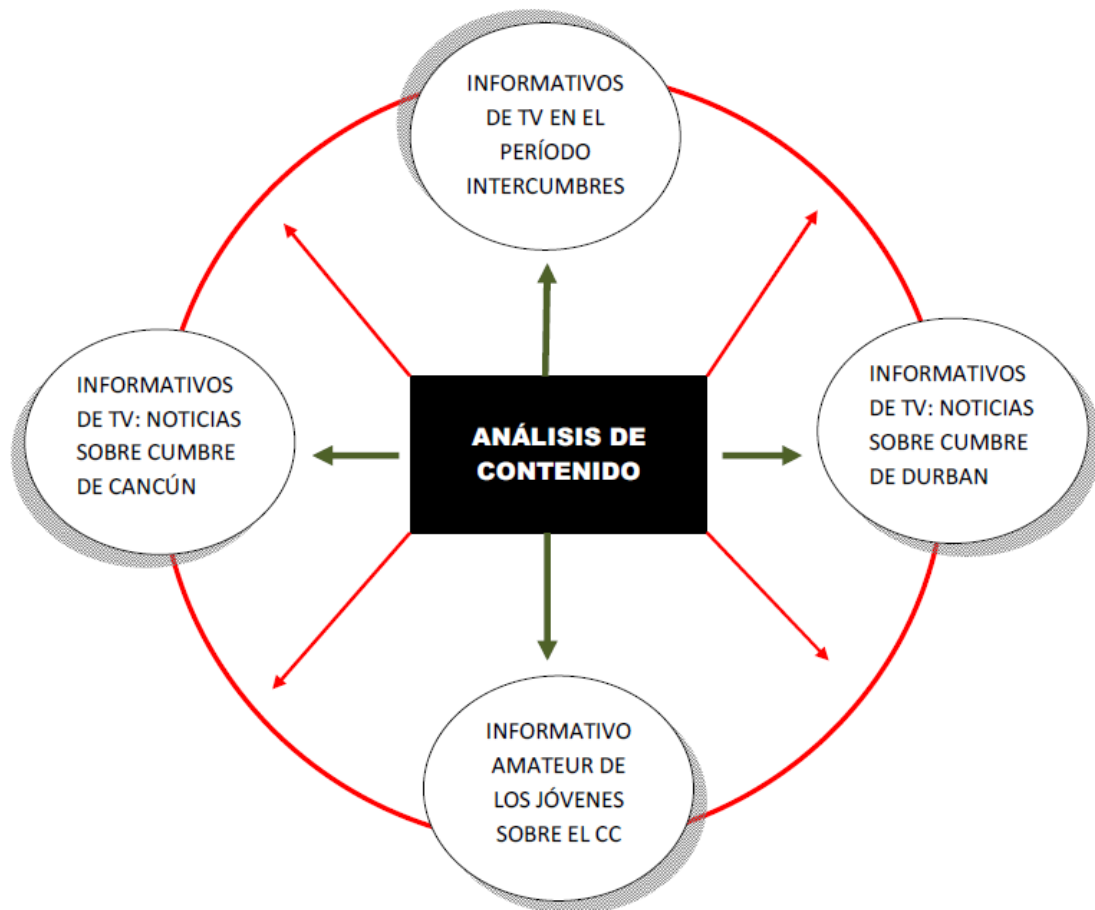 INFORMATIVOS
DE TV EN EL
PERÍODO
INTERCUMBRES
INFORMATIVOS
DE TV: NOTICIAS
SOBRE CUMBRE
DE CANCÚN
ANÁLISIS DE
CONTENIDO
INFORMATIVOS
DE TV: NOTICIAS
SOBRE CUMBRE
DE DURBAN
INFORMATIVO
AMATEUR DE
LOS JÓVENES
SOBRE EL CC